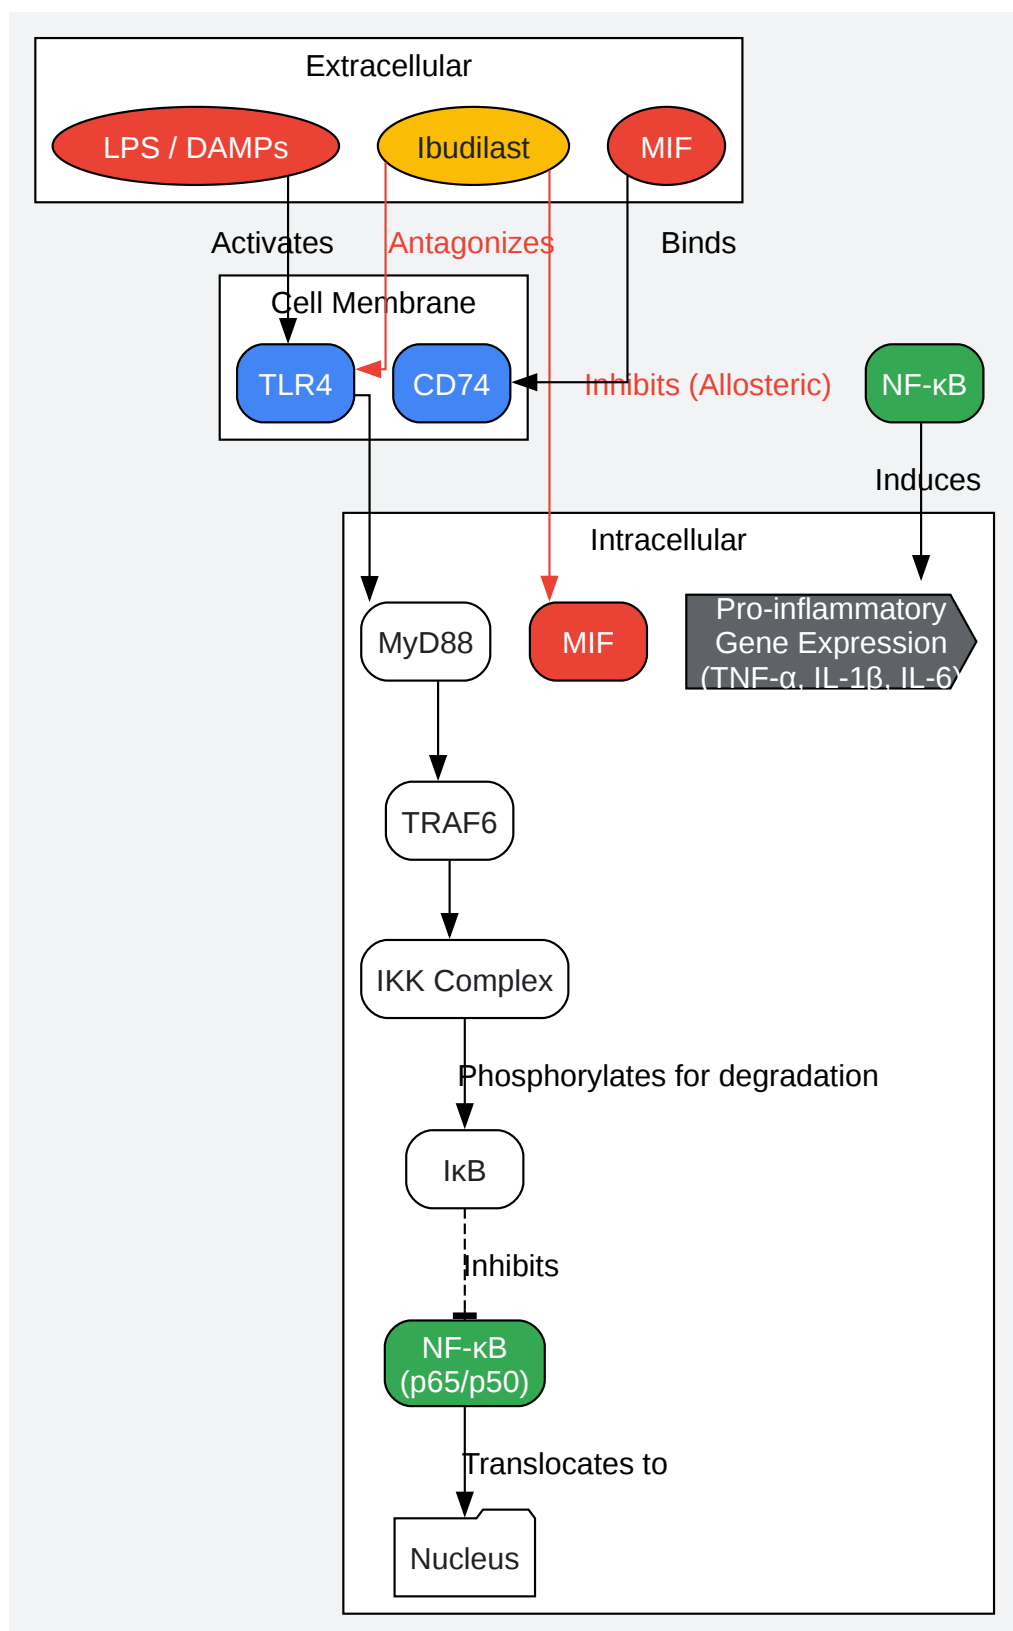 Extracellular
LPS / DAMPs
Ibudilast
MIF
Activates
Antagonizes
Binds
Cell Membrane
TLR4
CD74
Inhibits (Allosteric)
NF-κB
Induces
Intracellular
MyD88
MIF
Pro-inflammatory
Gene Expression
(TNF-α, IL-1β, IL-6)
TRAF6
IKK Complex
Phosphorylates for degradation
IκB
Inhibits
NF-κB
(p65/p50)
Translocates to
Nucleus